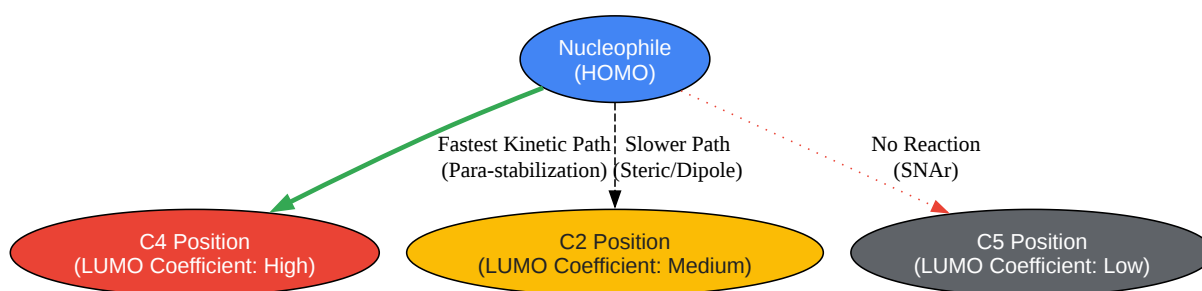 Nucleophile
(HOMO)
Fastest Kinetic Path
(Para-stabilization)
Slower Path
(Steric/Dipole)
No Reaction
(SNAr)
C4 Position
(LUMO Coefficient: High)
C2 Position
(LUMO Coefficient: Medium)
C5 Position
(LUMO Coefficient: Low)